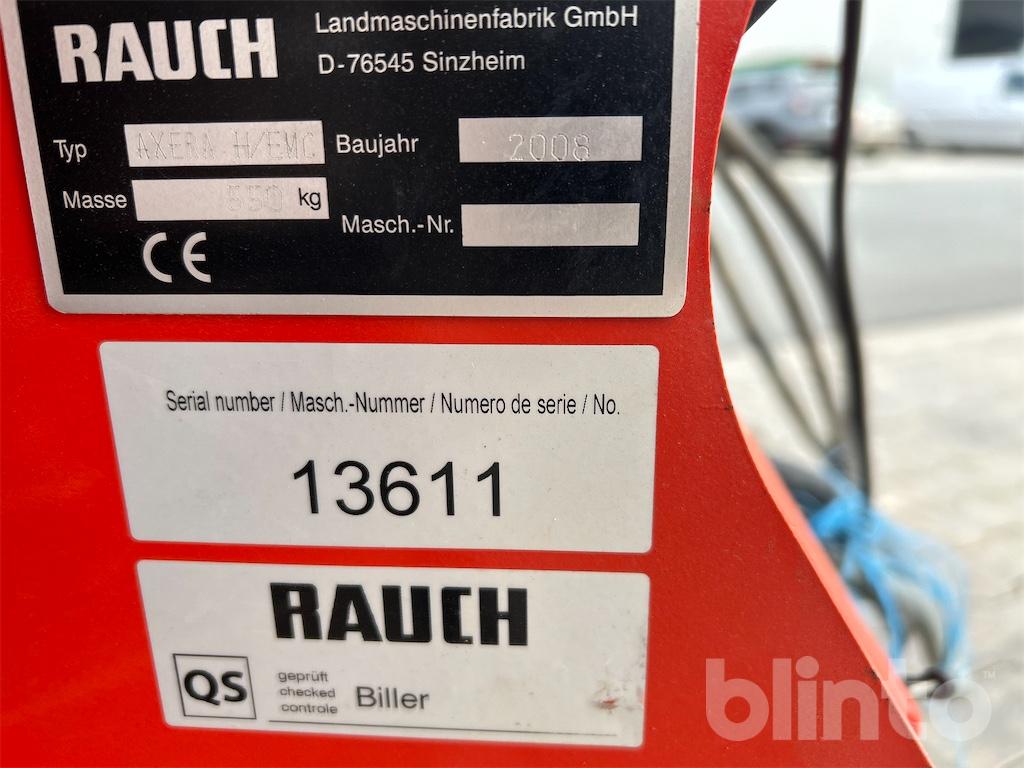 RAUCH
Landmaschinenfabrik GmbH
D-76545 Sinzheim
Typ AXERA H/EMC
Baujahr 2008
Masse 550 kg
Masch.-Nr.
CE
Serial number / Masch.-Nummer / Numero de serie / No.
13611
RAUCH
QS
geprüft
checked
controle
Biller
blinto™